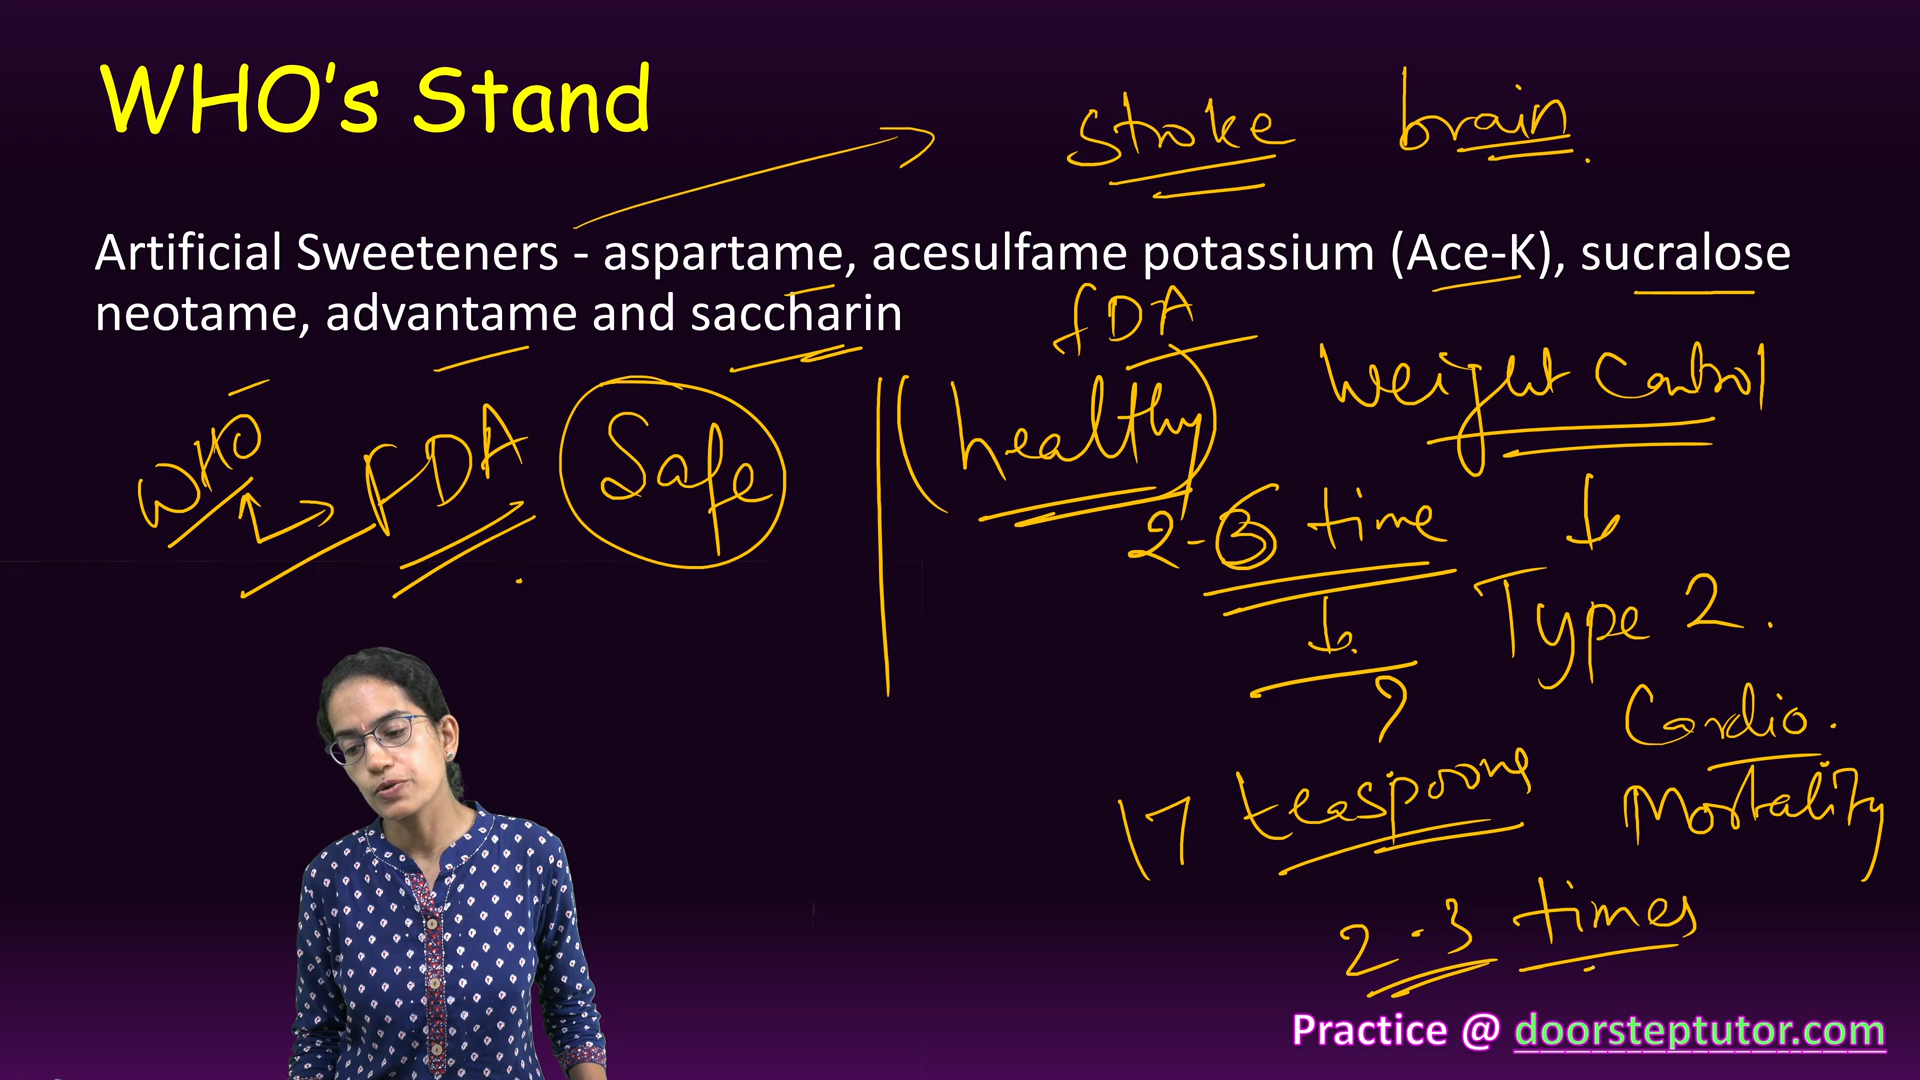 WHO's Stand
stroke brain.
Artificial Sweeteners - aspartame, acesulfame potassium (Ace-K), sucralose
neotame, advantame and saccharin
FDA
WHO FDA Safe
(healthy) Weight Control
2-3 time
Type 2.
?
Cardio.
Mortality
17 teaspoons
2-3 times
Practice @ doorsteptutor.com